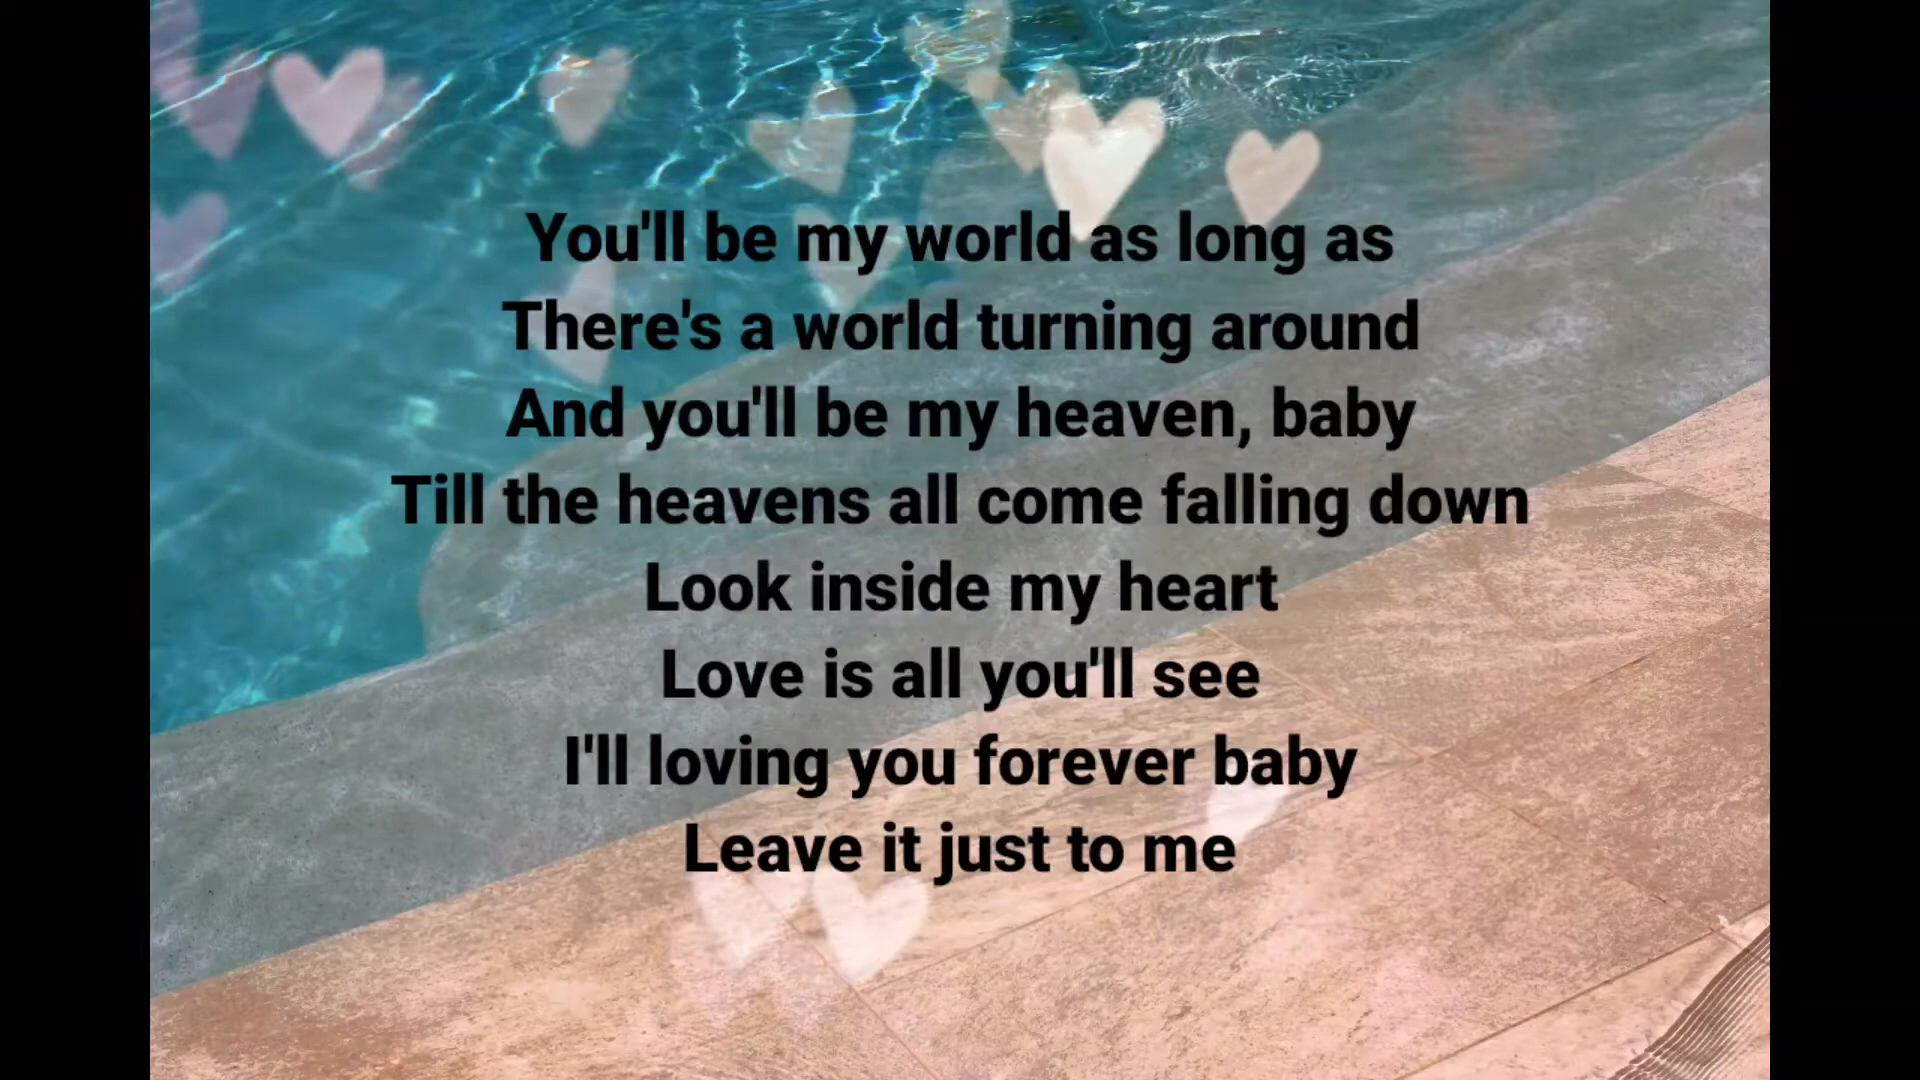 You'll be my world as long as
There's a world turning around
And you'll be my heaven, baby
Till the heavens all come falling down
Look inside my heart
Love is all you'll see
I'll loving you forever baby
Leave it just to me